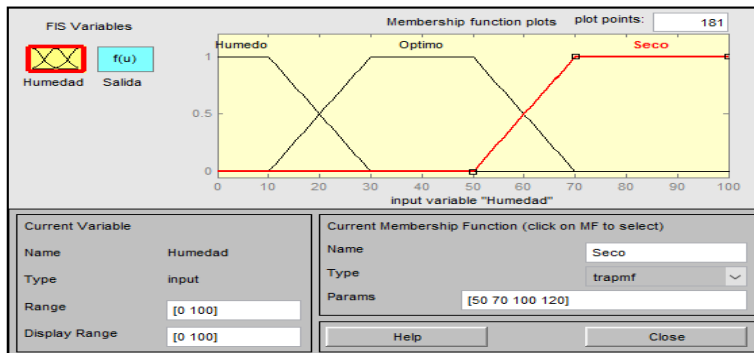 FIS Variables
Membership function plots
plot points: 181
f(u)
Humedad Salida
Humedo Optimo Seco
1
0.5
0
0 10 20 30 40 50 60 70 80 90 100
input variable "Humedad"
Current Variable
Name Humedad
Type input
Range [0 100]
Display Range [0 100]
Current Membership Function (click on MF to select)
Name Seco
Type trapmf
Params [50 70 100 120]
Help Close